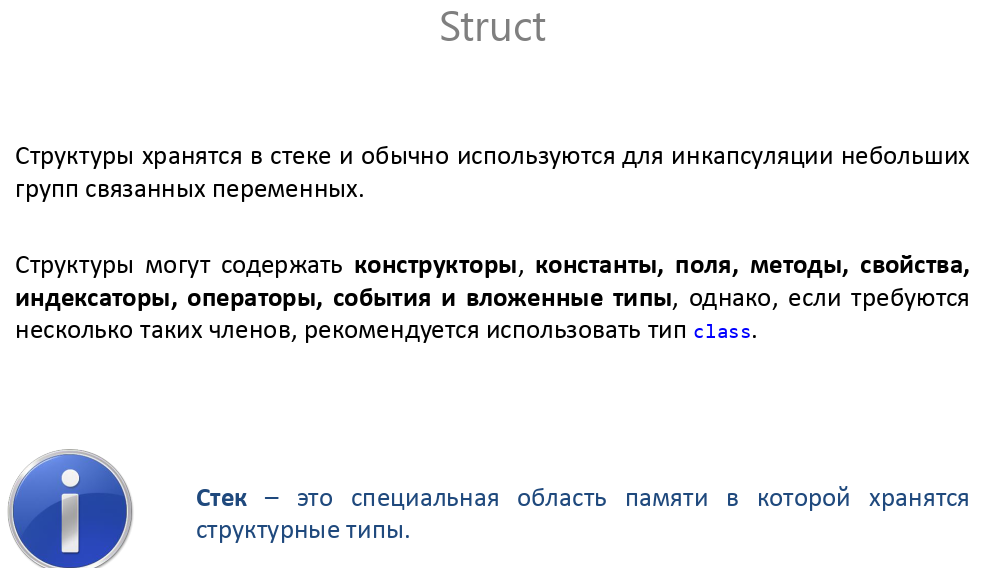 Struct
Структуры хранятся в стеке и обычно используются для инкапсуляции небольших
групп связанных переменных.
Структуры могут содержать конструкторы, константы, поля, методы, свойства,
индексаторы, операторы, события и вложенные типы, однако, если требуются
несколько таких членов, рекомендуется использовать тип class.
Стек – это специальная область памяти в которой хранятся
структурные типы.